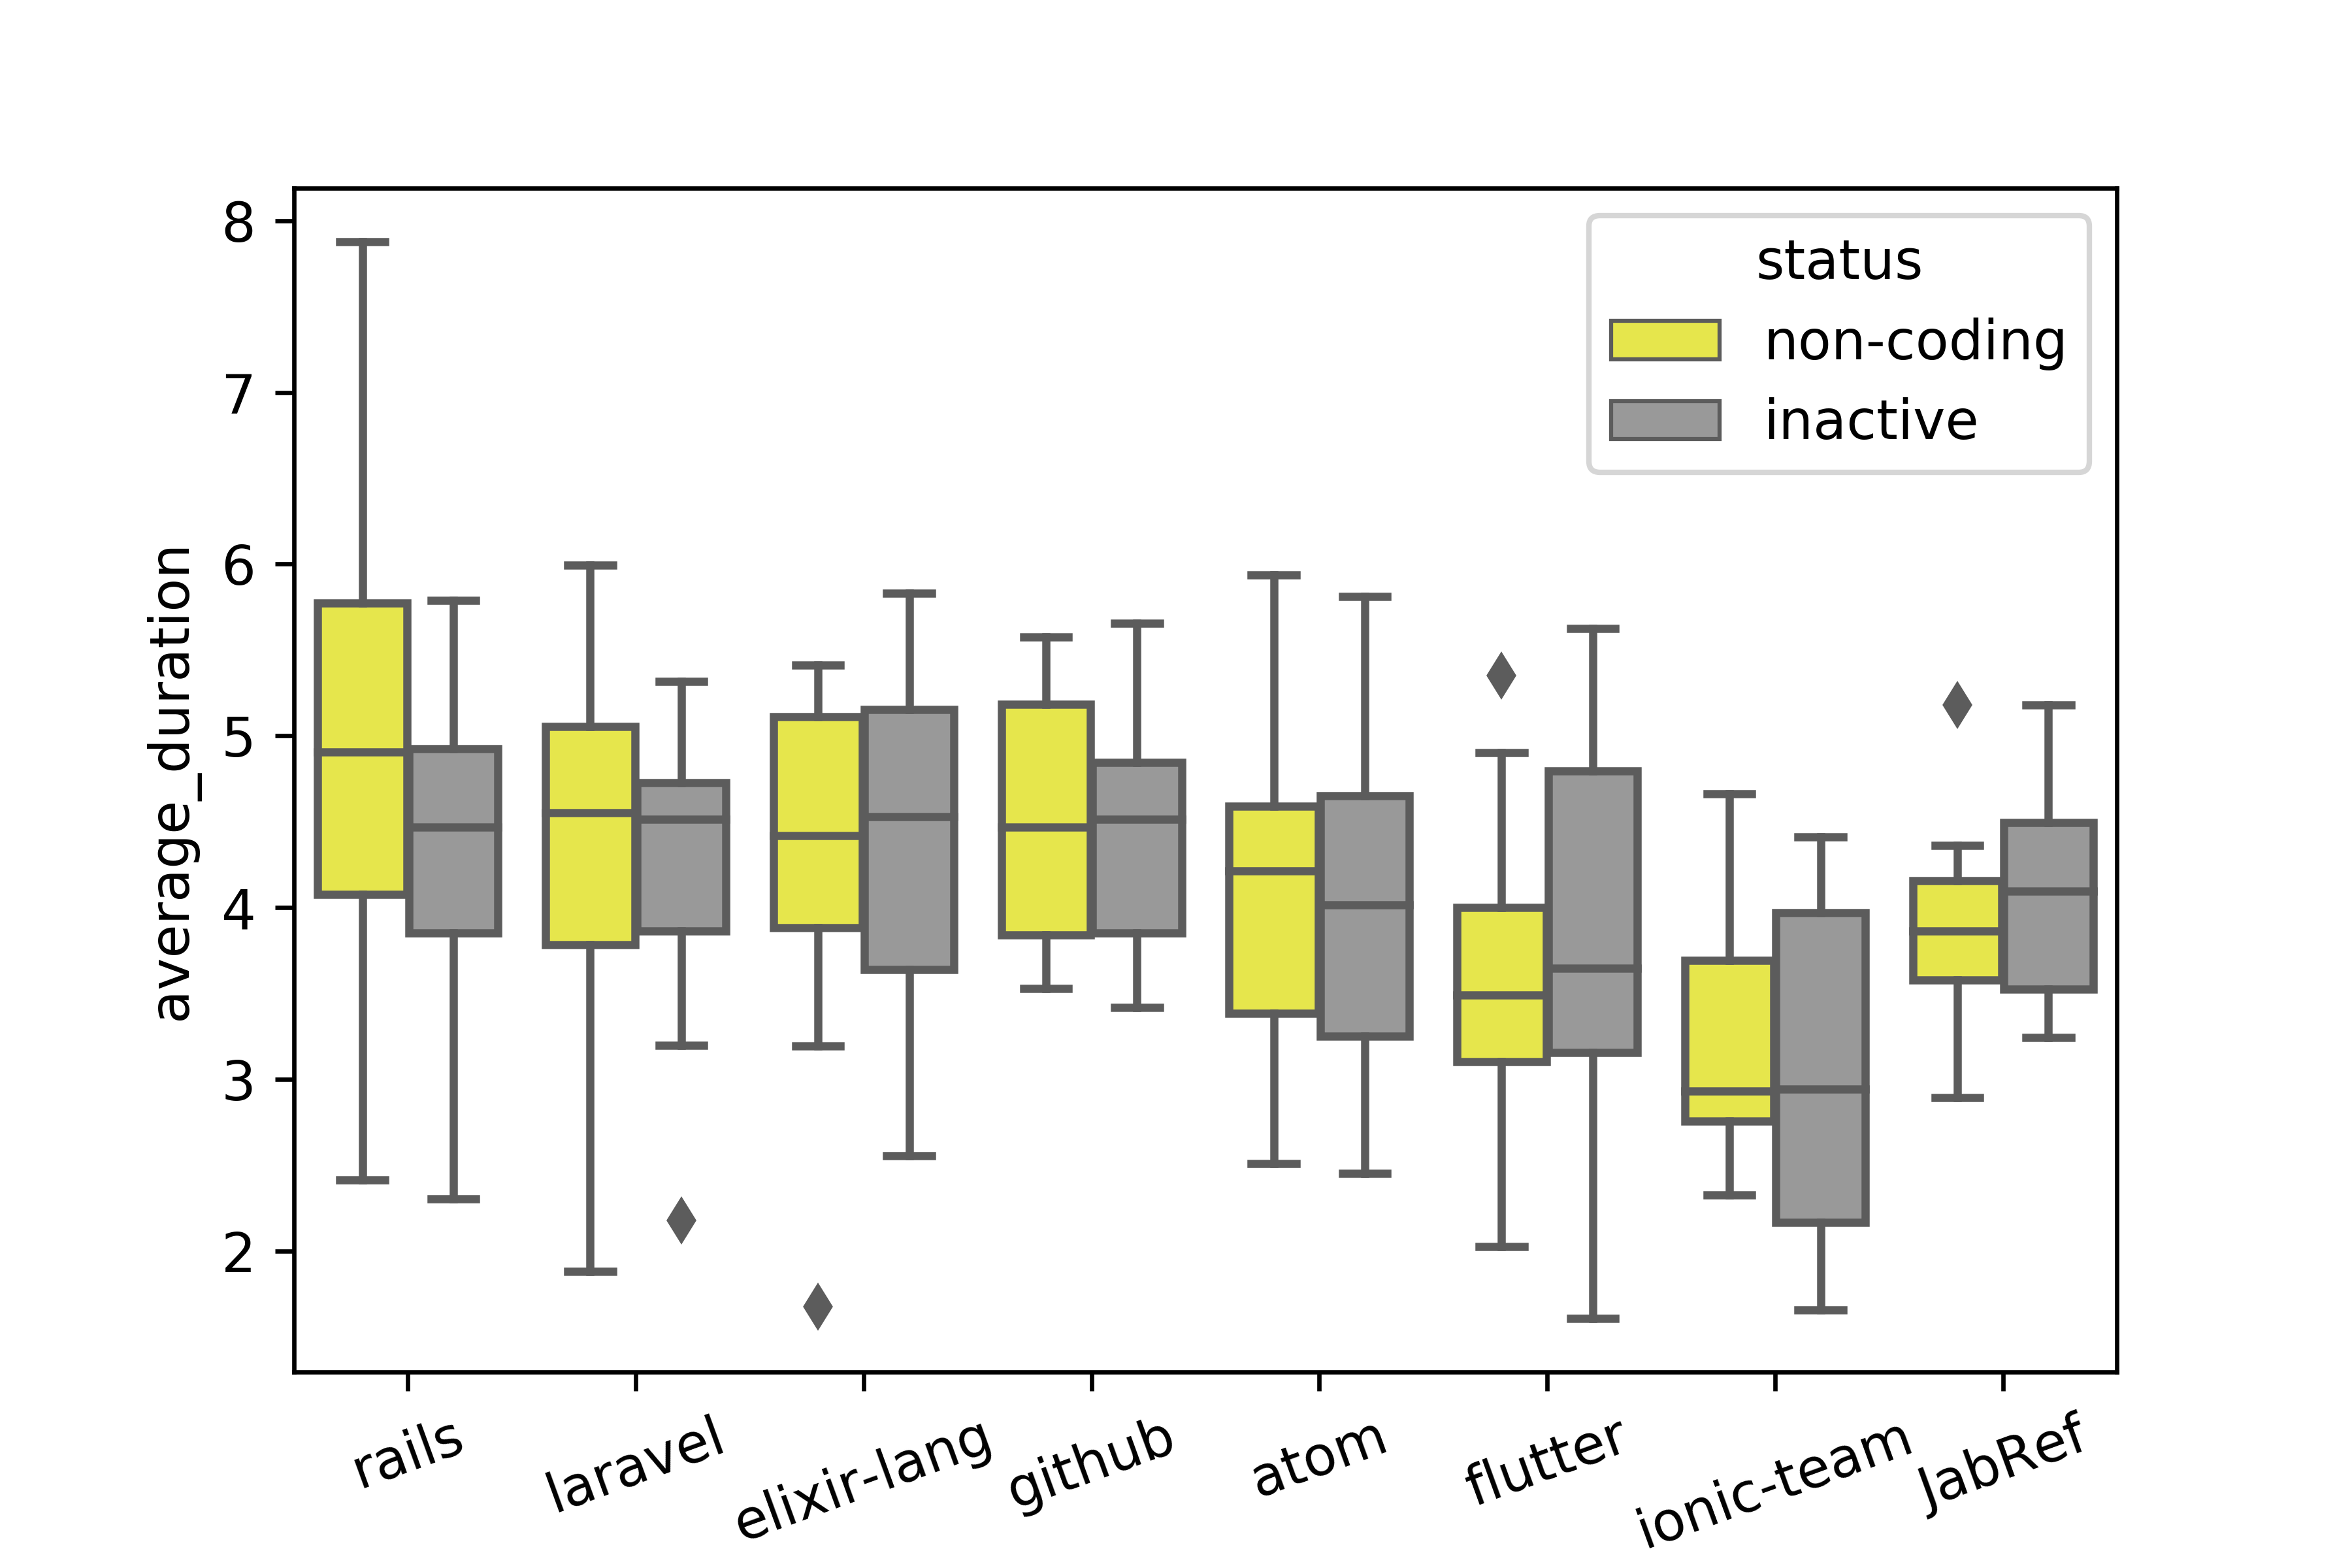 8
7
6
5
4
3
2
average_duration
status
non-coding
inactive
rails
laravel
elixir-lang
github
atom
flutter
ionic-team
JabRef